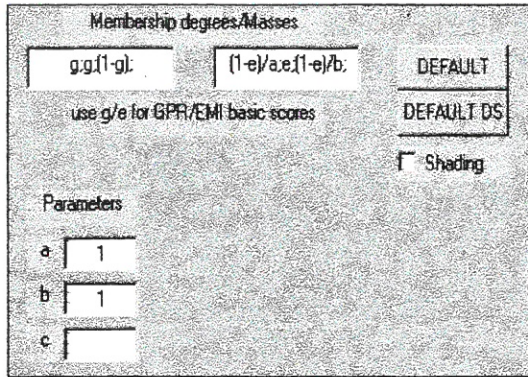 Membership degrees/Masses
g;g;(1-g); (1-e)/a;e;(1-e)/b; DEFAULT
use g/e for GPR/EMI basic scores DEFAULT DS
Shading
Parameters
a 1
b 1
c